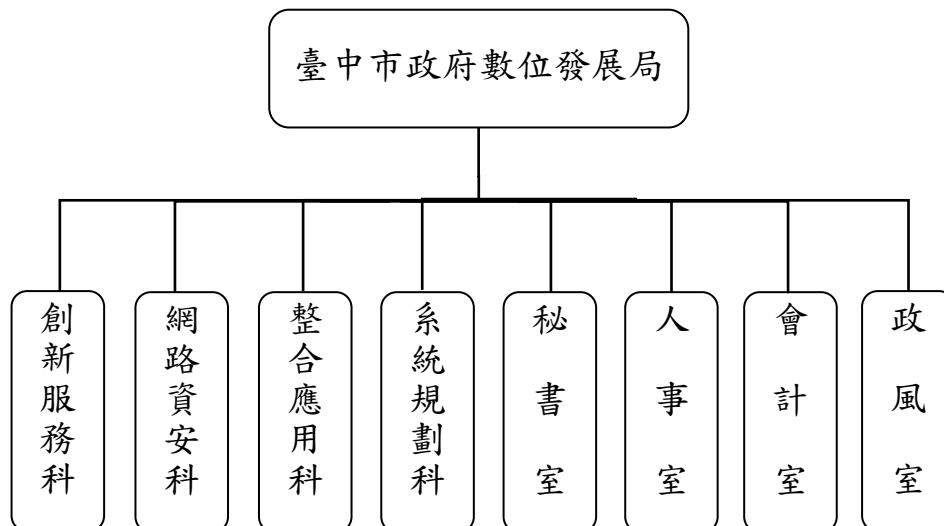 臺中市政府數位發展局
創新服務科
網路資安科
整合應用科
系統規劃科
秘書室
人事室
會計室
政風室